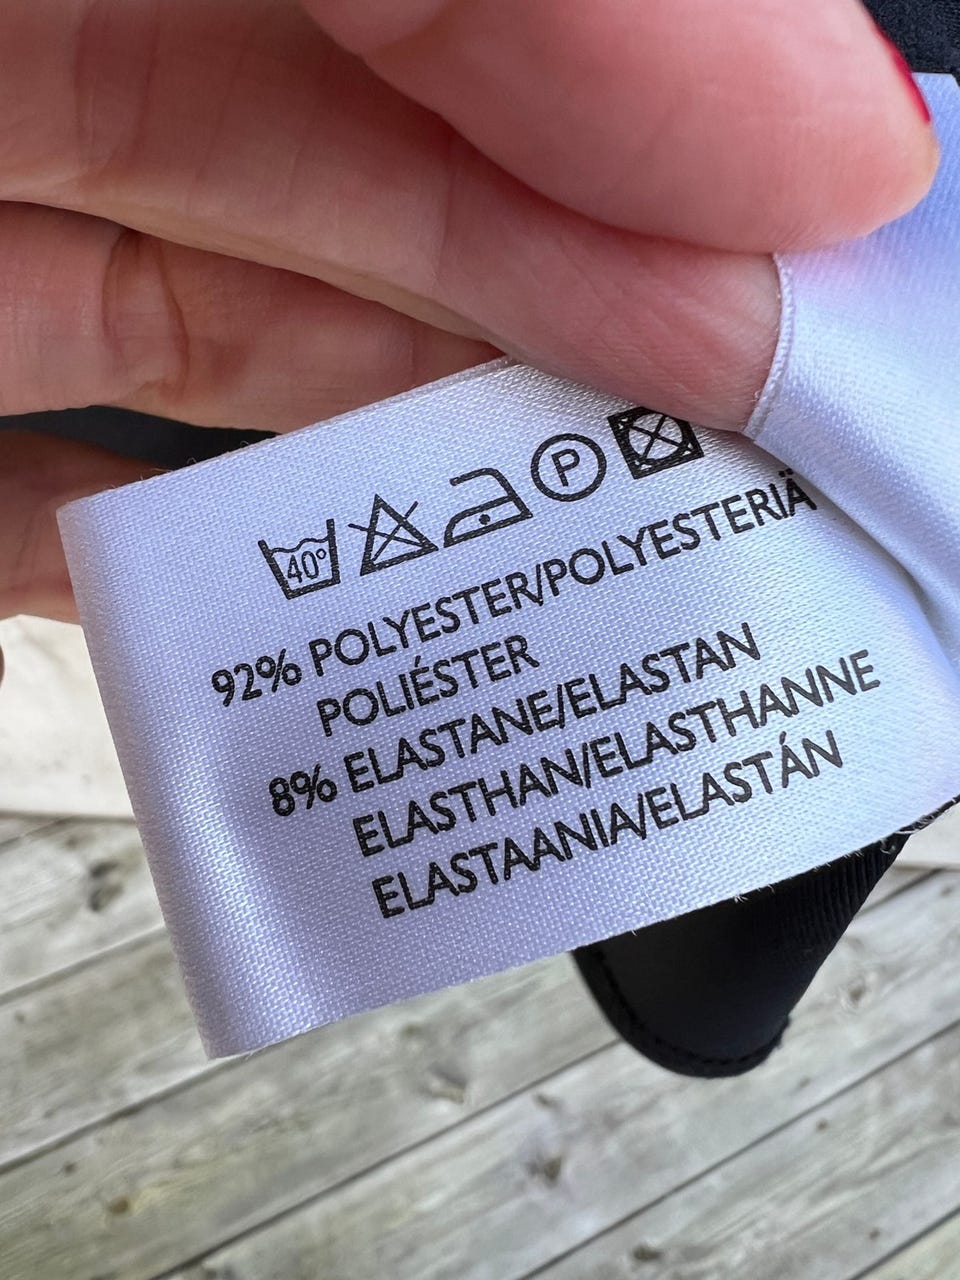 40° P
92% POLYESTER/POLYESTERIÄ
POLIÉSTER
8% ELASTANE/ELASTAN
ELASTHAN/ELASTHANNE
ELASTAANIA/ELASTÁN